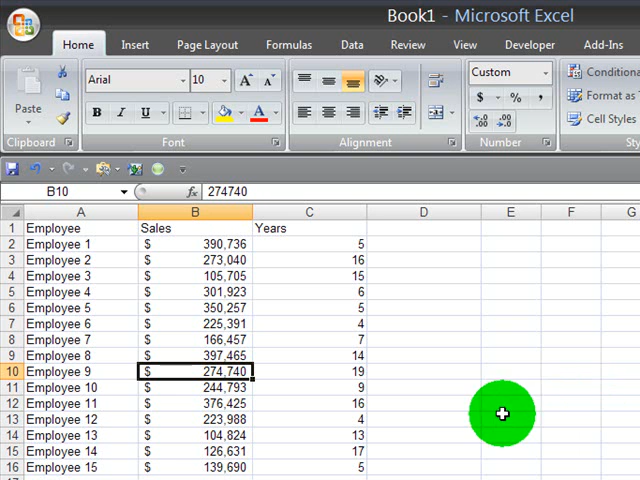 Book1 - Microsoft Excel
Home Insert Page Layout Formulas Data Review View Developer Add-Ins
Arial 10 A A Custom Conditiona
Paste B I U A $ % , Format as
.00 .0 Cell Styles
Clipboard Font Alignment Number Sty
B10 fx 274740
A B C D E F G
1 Employee Sales Years
2 Employee 1 $ 390,736 5
3 Employee 2 $ 273,040 16
4 Employee 3 $ 105,705 15
5 Employee 4 $ 301,923 6
6 Employee 5 $ 350,257 5
7 Employee 6 $ 225,391 4
8 Employee 7 $ 166,457 7
9 Employee 8 $ 397,465 14
10 Employee 9 $ 274,740 19
11 Employee 10 $ 244,793 9
12 Employee 11 $ 376,425 16
13 Employee 12 $ 223,988 4
14 Employee 13 $ 104,824 13
15 Employee 14 $ 126,631 17
16 Employee 15 $ 139,690 5